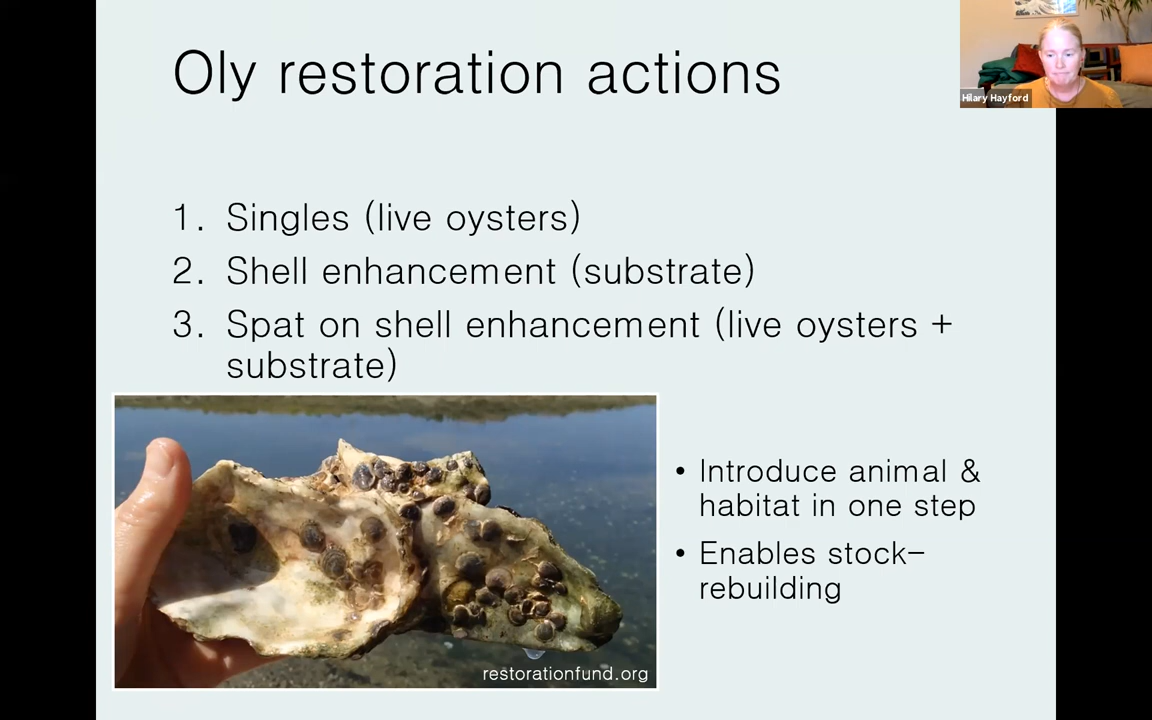 Oly restoration actions
Hilary Hayford
1. Singles (live oysters)
2. Shell enhancement (substrate)
3. Spat on shell enhancement (live oysters +
substrate)
• Introduce animal &
habitat in one step
• Enables stock-
rebuilding
restorationfund.org